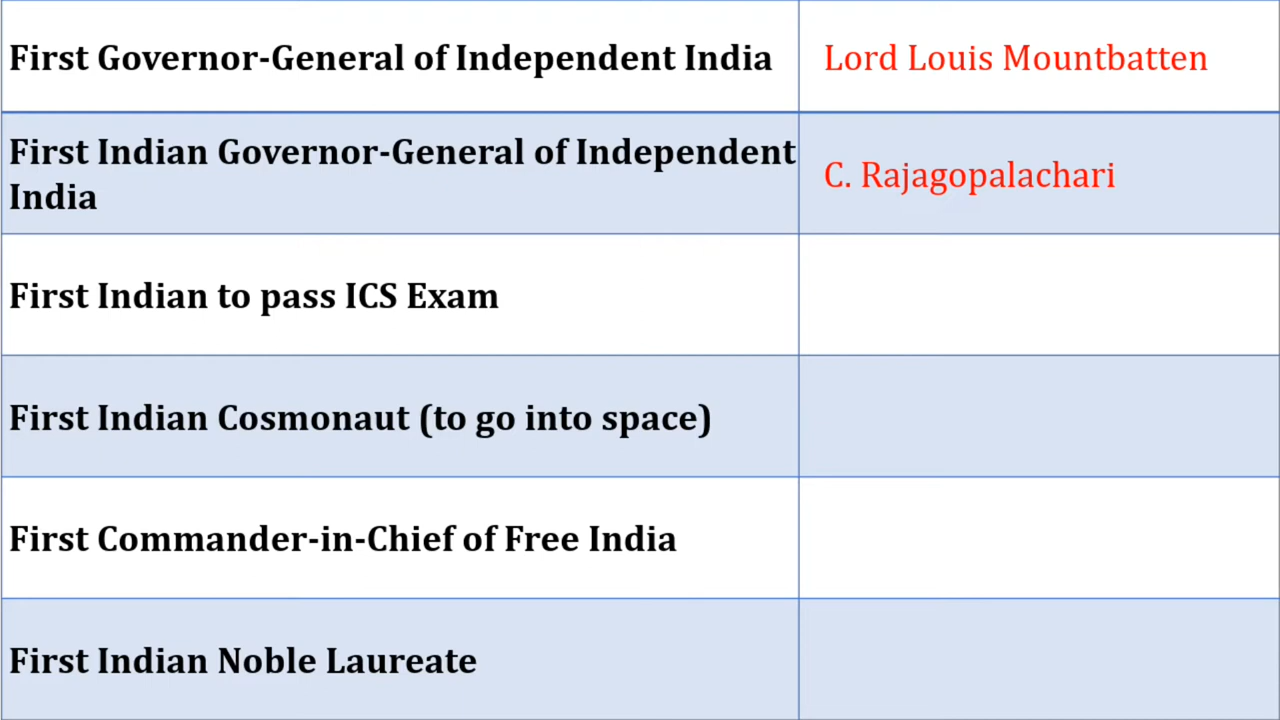 First Governor-General of Independent India
Lord Louis Mountbatten
First Indian Governor-General of Independent
India
C. Rajagopalachari
First Indian to pass ICS Exam
First Indian Cosmonaut (to go into space)
First Commander-in-Chief of Free India
First Indian Noble Laureate